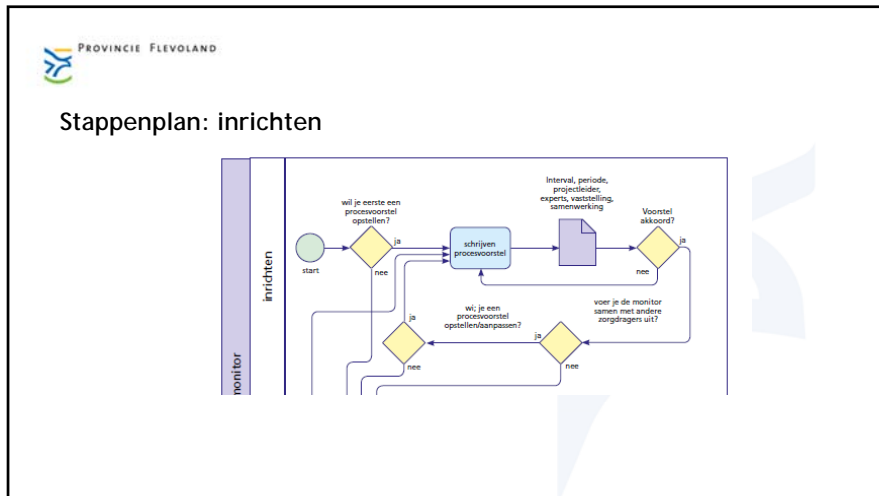 PROVINCIE FLEVOLAND
Stappenplan: inrichten
monitor
inrichten
start
wil je eerste een
procesvoorstel
opstellen?
ja
nee
schrijven
procesvoorstel
Interval, periode,
projectleider,
experts, vaststelling,
samenwerking
Voorstel
akkoord?
ja
nee
voer je de monitor
samen met andere
zorgdragers uit?
ja
nee
wi; je een
procesvoorstel
opstellen/aanpassen?
ja
nee